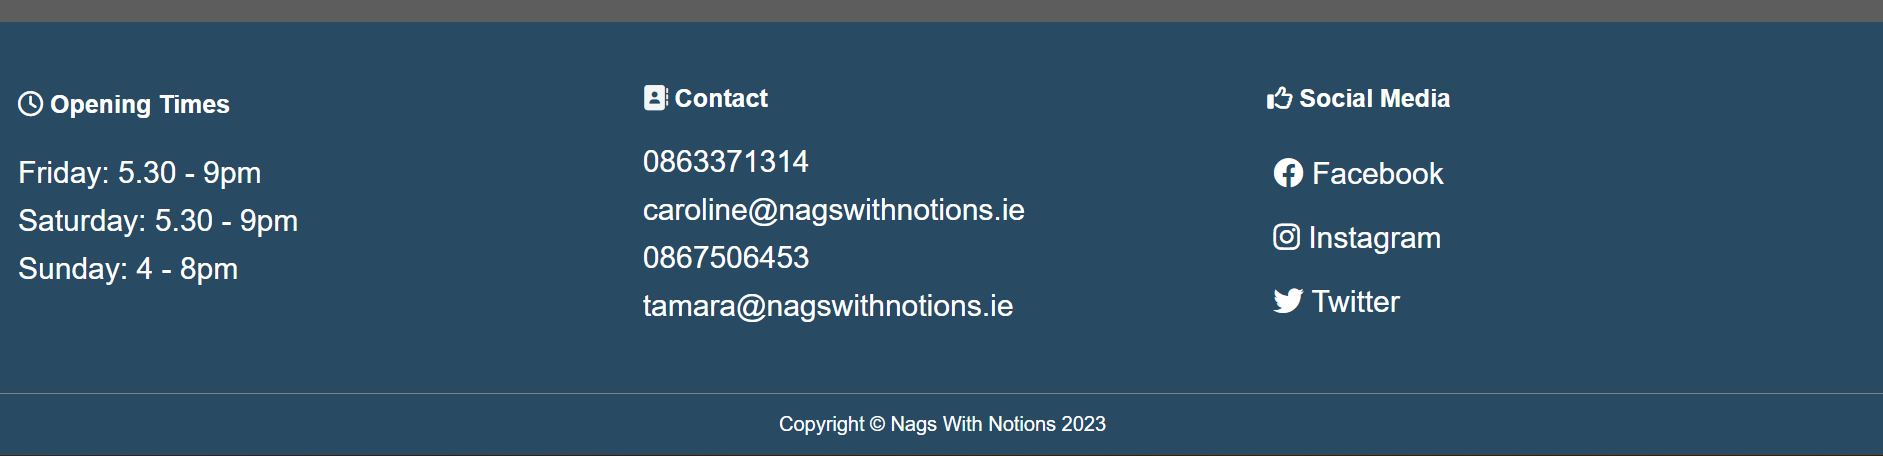 Opening Times
Friday: 5.30 - 9pm
Saturday: 5.30 - 9pm
Sunday: 4 - 8pm
Contact
0863371314
caroline@nagswithnotions.ie
0867506453
tamara@nagswithnotions.ie
Social Media
Facebook
Instagram
Twitter
Copyright © Nags With Notions 2023